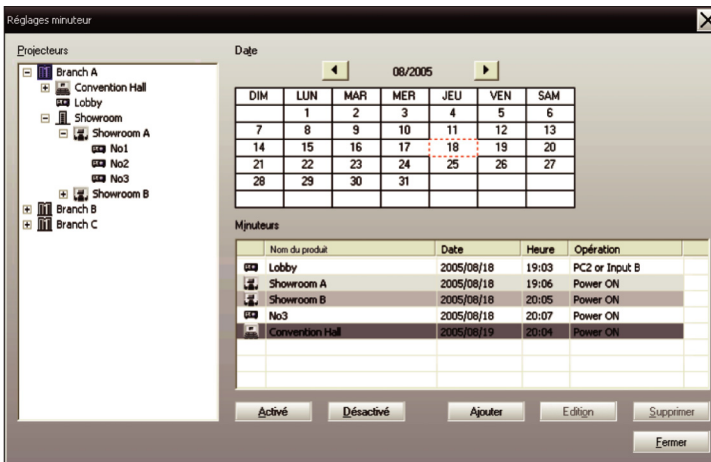 Réglages minuteur
Projecteurs
Branch A
Convention Hall
Lobby
Showroom
Showroom A
No1
No2
No3
Showroom B
Branch B
Branch C
Date
08/2005
DIM LUN MAR MER JEU VEN SAM
1 2 3 4 5 6
7 8 9 10 11 12 13
14 15 16 17 18 19 20
21 22 23 24 25 26 27
28 29 30 31
Minuteurs
Nom du produit Date Heure Opération
Lobby 2005/08/18 19:03 PC2 or Input B
Showroom A 2005/08/18 19:06 Power ON
Showroom B 2005/08/18 20:05 Power ON
No3 2005/08/18 20:07 Power ON
Convention Hall 2005/08/19 20:04 Power ON
Activé Désactivé Ajouter Edition Supprimer
Fermer